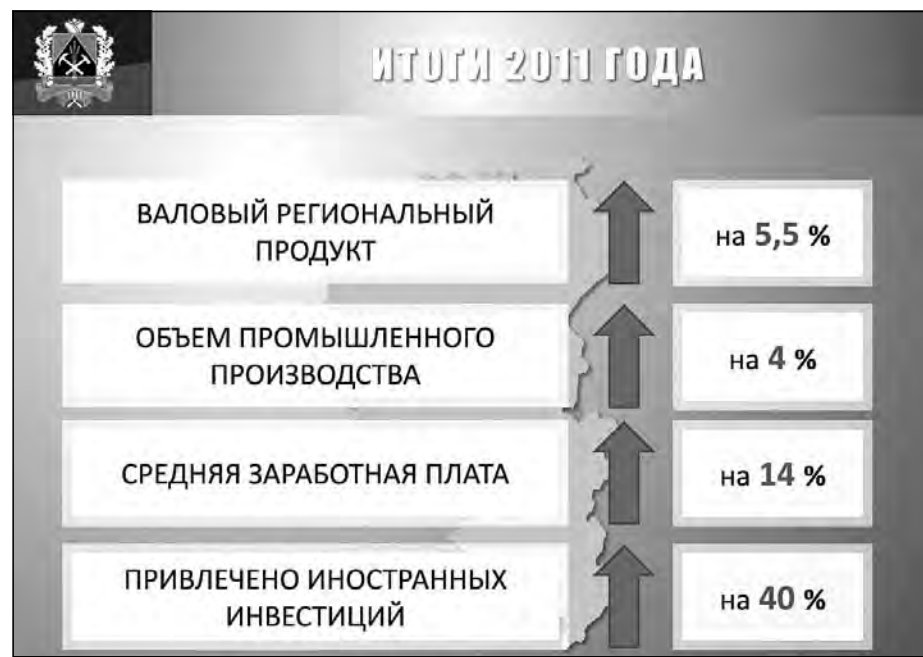 ИТОГИ 2011 ГОДА
ВАЛОВЫЙ РЕГИОНАЛЬНЫЙ
ПРОДУКТ
на 5,5 %
ОБЪЕМ ПРОМЫШЛЕННОГО
ПРОИЗВОДСТВА
на 4 %
СРЕДНЯЯ ЗАРАБОТНАЯ ПЛАТА
на 14 %
ПРИВЛЕЧЕНО ИНОСТРАННЫХ
ИНВЕСТИЦИЙ
на 40 %